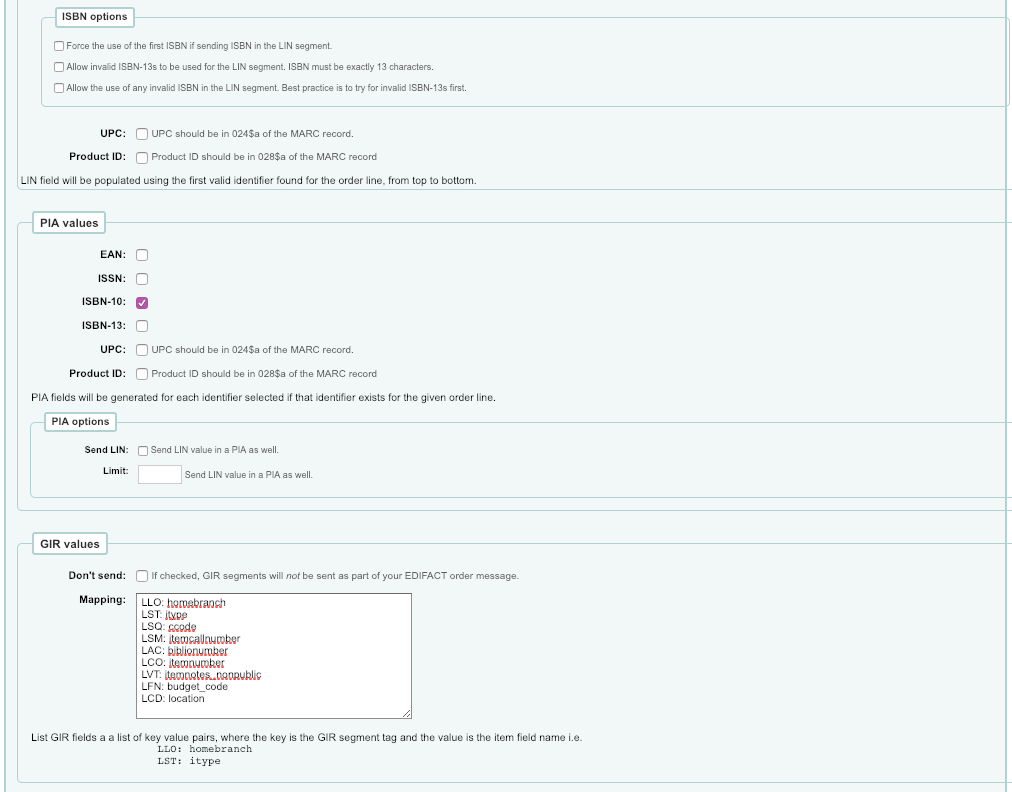 ISBN options
Force the use of the first ISBN if sending ISBN in the LIN segment.
Allow invalid ISBN-13s to be used for the LIN segment. ISBN must be exactly 13 characters.
Allow the use of any invalid ISBN in the LIN segment. Best practice is to try for invalid ISBN-13s first.
UPC: UPC should be in 024$a of the MARC record.
Product ID: Product ID should be in 028$a of the MARC record
LIN field will be populated using the first valid identifier found for the order line, from top to bottom.
PIA values
EAN:
ISSN:
ISBN-10:
ISBN-13:
UPC: UPC should be in 024$a of the MARC record.
Product ID: Product ID should be in 028$a of the MARC record
PIA fields will be generated for each identifier selected if that identifier exists for the given order line.
PIA options
Send LIN: Send LIN value in a PIA as well.
Limit: Send LIN value in a PIA as well.
GIR values
Don't send: If checked, GIR segments will not be sent as part of your EDIFACT order message.
Mapping:
LLO: homebranch
LST: itype
LSQ: ccode
LSM: itemcallnumber
LAC: biblionumber
LCO: itemnumber
LVT: itemnotes_nonpublic
LFN: budget_code
LCD: location
List GIR fields a a list of key value pairs, where the key is the GIR segment tag and the value is the item field name i.e.
LLO: homebranch
LST: itype